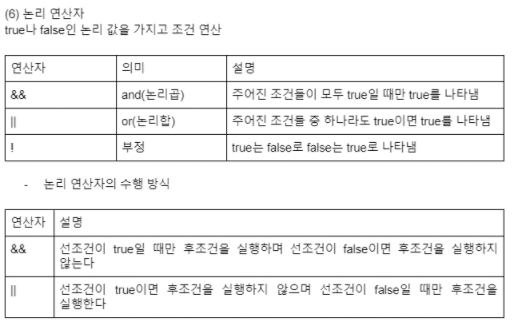 (6) 논리 연산자
true나 false인 논리 값을 가지고 조건 연산
연산자 의미 설명
&& and(논리곱) 주어진 조건들이 모두 true일 때만 true를 나타냄
|| or(논리합) 주어진 조건들 중 하나라도 true이면 true를 나타냄
! 부정 true는 false로 false는 true로 나타냄
- 논리 연산자의 수행 방식
연산자 설명
&& 선조건이 true일 때만 후조건을 실행하며 선조건이 false이면 후조건을 실행하지
않는다
|| 선조건이 true이면 후조건을 실행하지 않으며 선조건이 false일 때만 후조건을
실행한다